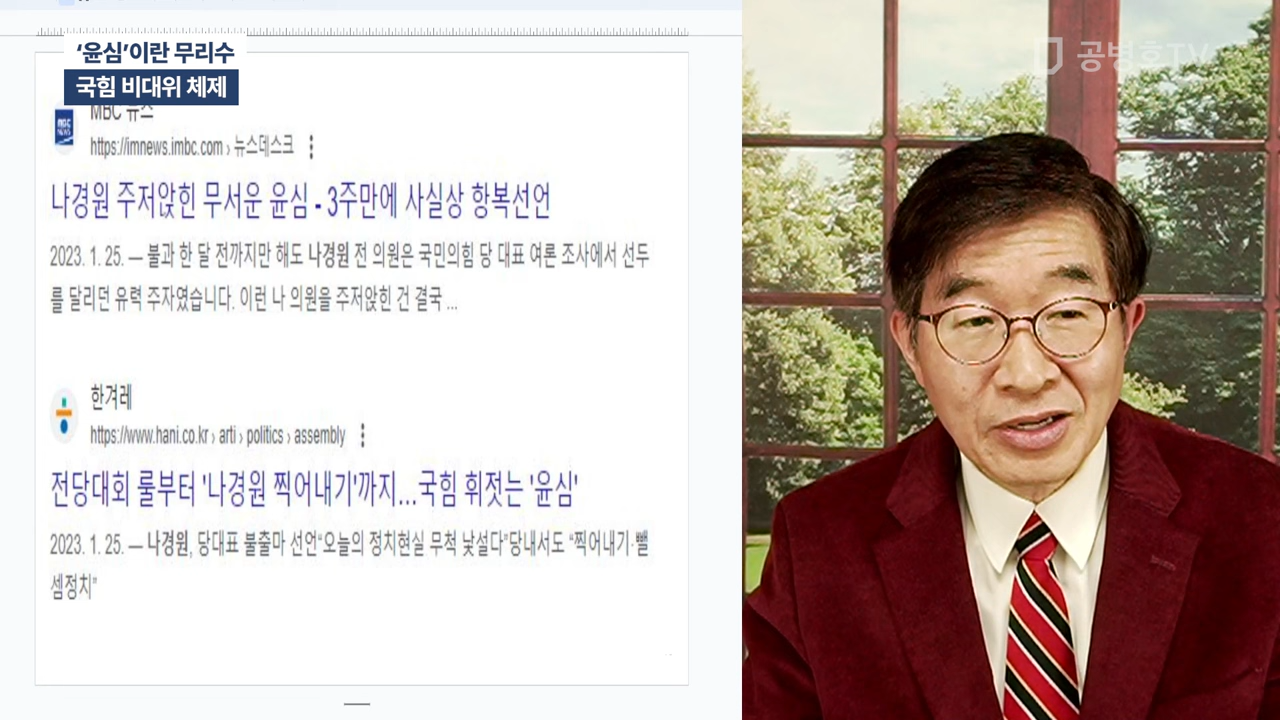 ‘윤심’이란 무리수
국힘 비대위 체제
공병호TV
MBC 뉴스
https://imnews.imbc.com › 뉴스데스크
나경원 주저앉힌 무서운 윤심 - 3주만에 사실상 항복선언
2023. 1. 25. — 불과 한 달 전까지만 해도 나경원 전 의원은 국민의힘 당 대표 여론 조사에서 선두
를 달리던 유력 주자였습니다. 이런 나 의원을 주저앉힌 건 결국 ...
한겨레
https://www.hani.co.kr › arti › politics › assembly
전당대회 룰부터 '나경원 찍어내기'까지...국힘 휘젓는 '윤심'
2023. 1. 25. — 나경원, 당대표 불출마 선언“오늘의 정치현실 무척 낯설다”당내서도 “찍어내기·뺄
셈정치”